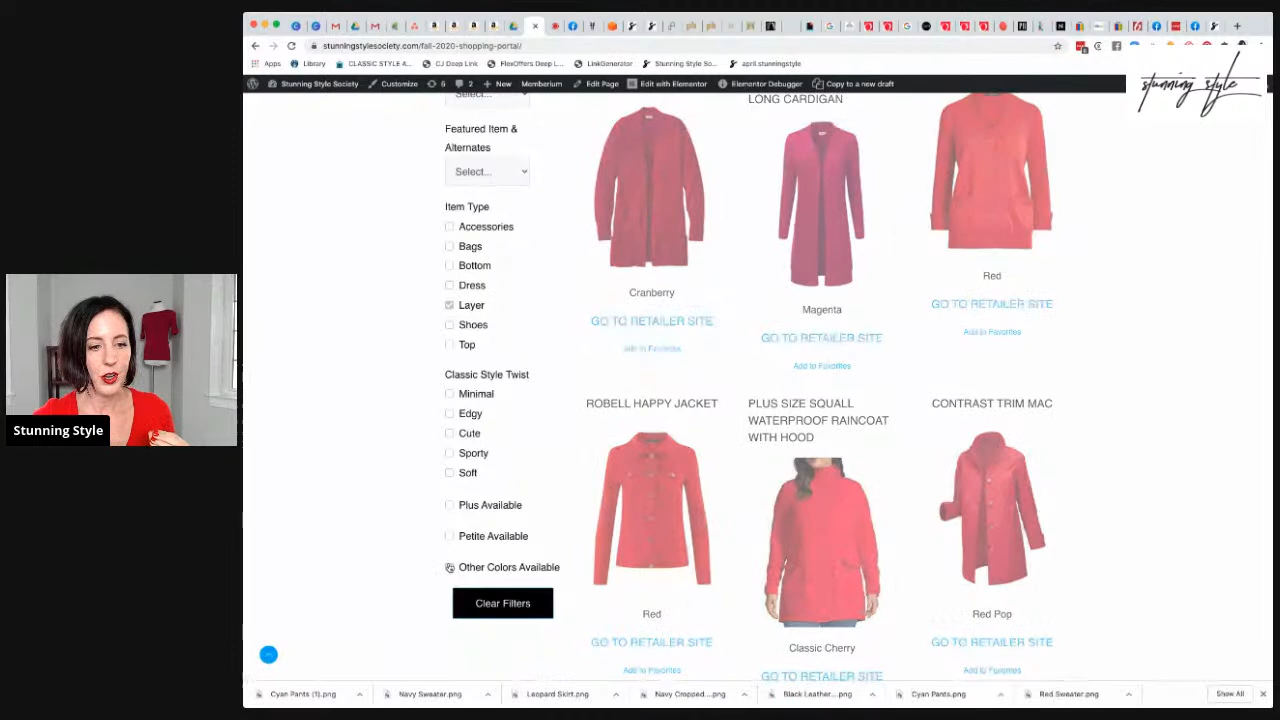 stunningstylesociety.com/fall-2020-shopping-portal/
Apps
Library
CLASSIC STYLE A...
CJ Deep Link
FlexOffers Deep L...
LinkGenerator
Stunning Style So...
april.stunningstyle
Stunning Style Society
Customize
6
2
New
Memberium
Edit Page
Edit with Elementor
Elementor Debugger
Copy to a new draft
stunning style
Select...
Featured Item &
Alternates
Select...
Item Type
Accessories
Bags
Bottom
Dress
Layer
Shoes
Top
Classic Style Twist
Minimal
Edgy
Cute
Sporty
Soft
Plus Available
Petite Available
Other Colors Available
Clear Filters
LONG CARDIGAN
Cranberry
GO TO RETAILER SITE
Add to Favorites
Magenta
GO TO RETAILER SITE
Add to Favorites
Red
GO TO RETAILER SITE
Add to Favorites
ROBELL HAPPY JACKET
PLUS SIZE SQUALL
WATERPROOF RAINCOAT
WITH HOOD
CONTRAST TRIM MAC
Red
GO TO RETAILER SITE
Add to Favorites
Classic Cherry
GO TO RETAILER SITE
Red Pop
GO TO RETAILER SITE
Add to Favorites
Stunning Style
Cyan Pants (1).png
Navy Sweater.png
Leopard Skirt.png
Navy Cropped....png
Black Leather....png
Cyan Pants.png
Red Sweater.png
Show All